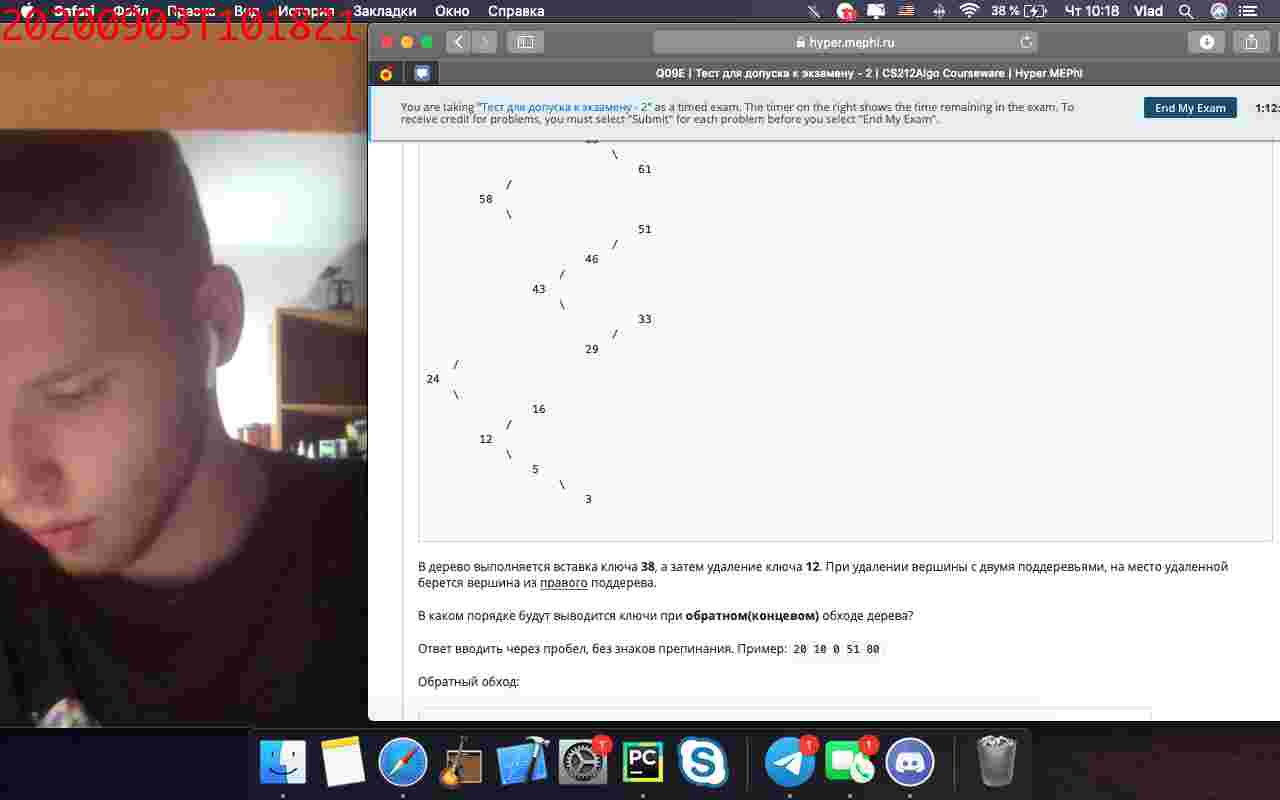 20200903T101821
Safari Файл Правка Вид История Закладки Окно Справка 38 % Чт 10:18 Vlad
hyper.mephi.ru
Q09E | Тест для допуска к экзамену - 2 | CS212Algo Courseware | Hyper.MEPhI
You are taking "Тест для допуска к экзамену - 2" as a timed exam. The timer on the right shows the time remaining in the exam. To
receive credit for problems, you must select "Submit" for each problem before you select "End My Exam".
End My Exam
1:12:
\
61
/
58
\
51
/
46
/
43
\
33
/
29
/
24
\
16
/
12
\
5
\
3
В дерево выполняется вставка ключа 38, а затем удаление ключа 12. При удалении вершины с двумя поддеревьями, на место удаленной
берется вершина из правого поддерева.
В каком порядке будут выводится ключи при обратном(концевом) обходе дерева?
Ответ вводить через пробел, без знаков препинания. Пример: 20 10 0 51 80
Обратный обход:
PC
1
1
1